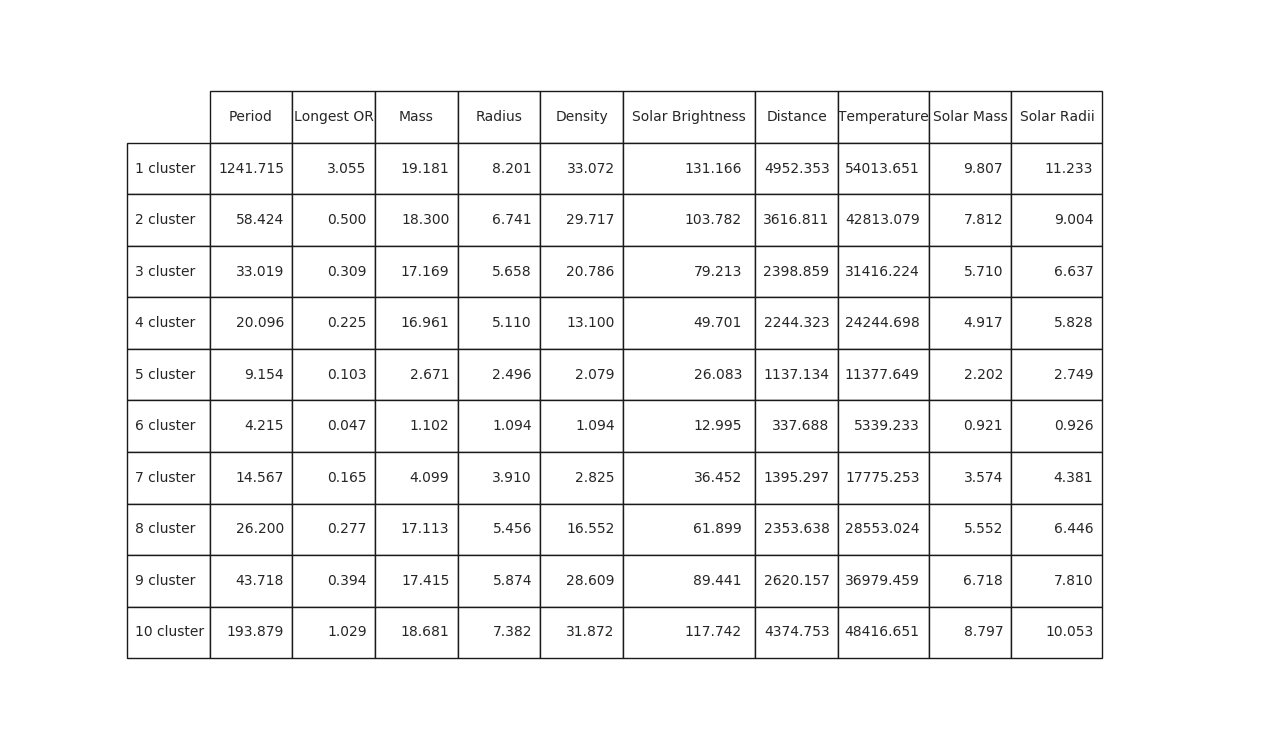 Period Longest OR Mass Radius Density Solar Brightness Distance Temperature Solar Mass Solar Radii
1 cluster 1241.715 3.055 19.181 8.201 33.072 131.166 4952.353 54013.651 9.807 11.233
2 cluster 58.424 0.500 18.300 6.741 29.717 103.782 3616.811 42813.079 7.812 9.004
3 cluster 33.019 0.309 17.169 5.658 20.786 79.213 2398.859 31416.224 5.710 6.637
4 cluster 20.096 0.225 16.961 5.110 13.100 49.701 2244.323 24244.698 4.917 5.828
5 cluster 9.154 0.103 2.671 2.496 2.079 26.083 1137.134 11377.649 2.202 2.749
6 cluster 4.215 0.047 1.102 1.094 1.094 12.995 337.688 5339.233 0.921 0.926
7 cluster 14.567 0.165 4.099 3.910 2.825 36.452 1395.297 17775.253 3.574 4.381
8 cluster 26.200 0.277 17.113 5.456 16.552 61.899 2353.638 28553.024 5.552 6.446
9 cluster 43.718 0.394 17.415 5.874 28.609 89.441 2620.157 36979.459 6.718 7.810
10 cluster 193.879 1.029 18.681 7.382 31.872 117.742 4374.753 48416.651 8.797 10.053